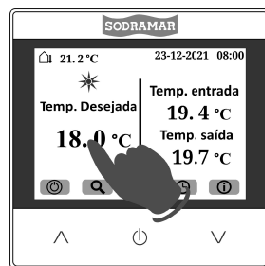 SODRAMAR
21.2°C
23-12-2021 08:00
Temp. Desejada
18.0 °C
Temp. entrada
19.4 °C
Temp. saída
19.7 °C